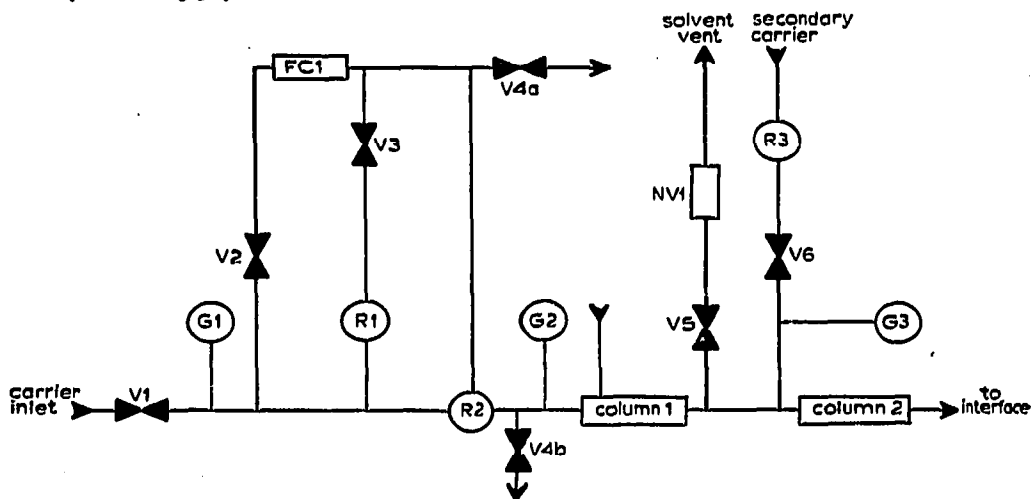 solvent
vent
secondary
carrier
FC1
V4a
V3
R3
NV1
V2
V6
G1
R1
G2
V5
G3
carrier
inlet
V1
R2
column 1
column 2
to
interface
V4b